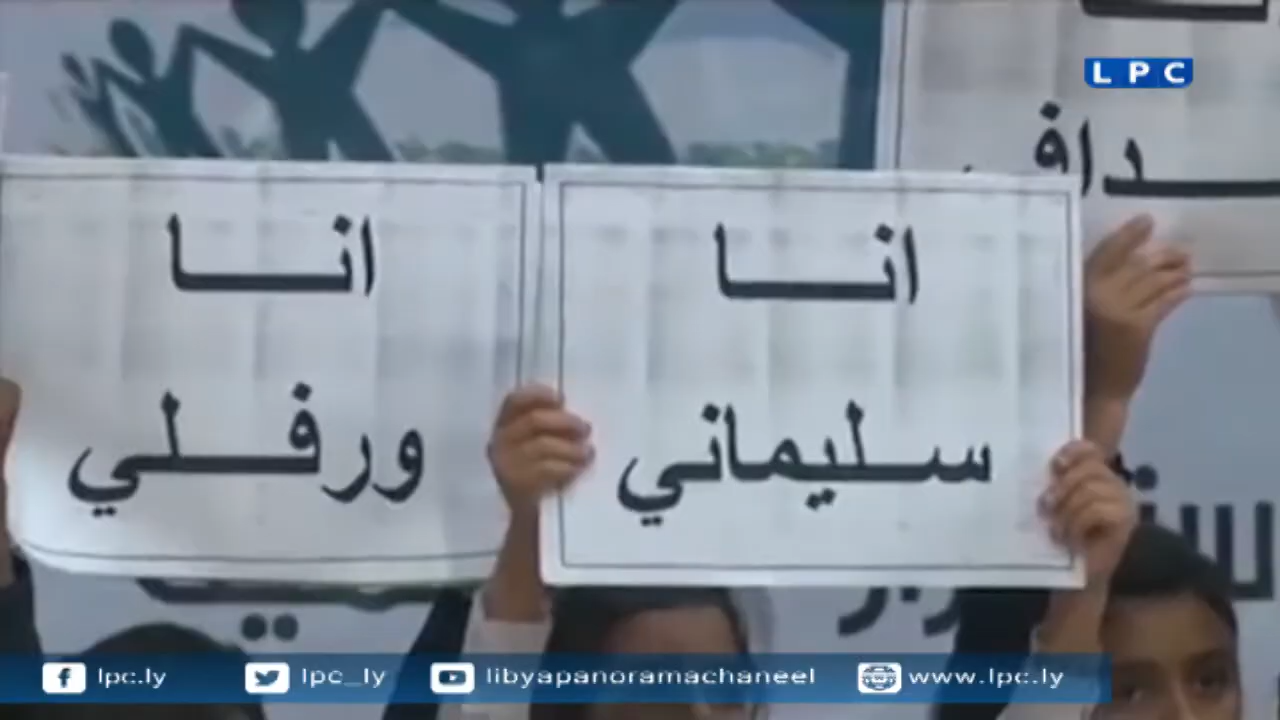 LPC
انا
سليماني
انا
ورفلي
lpc.ly
lpc_ly
libyapanoramachaneel
www.lpc.ly